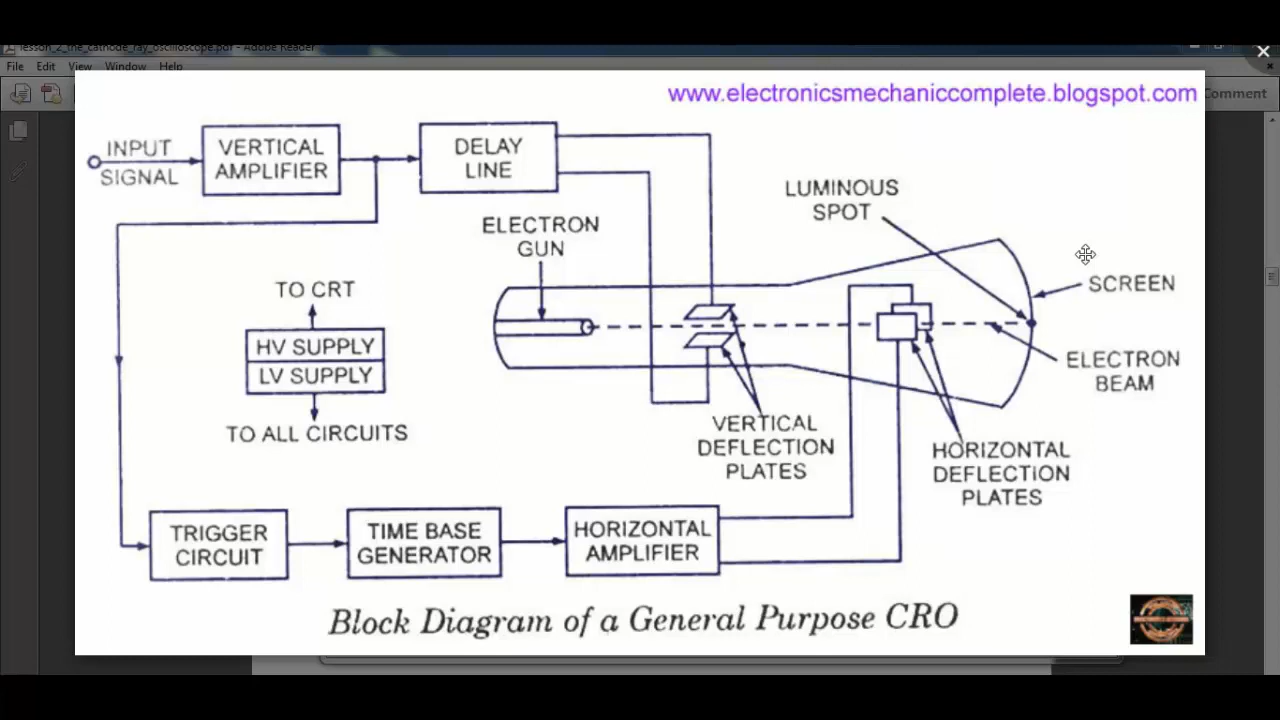 lesson_2_the_cathode_ray_oscilloscope.pdf - Adobe Reader
File Edit View Window Help
Comment
www.electronicsmechaniccomplete.blogspot.com
INPUT
SIGNAL
VERTICAL
AMPLIFIER
DELAY
LINE
LUMINOUS
SPOT
ELECTRON
GUN
SCREEN
TO CRT
HV SUPPLY
LV SUPPLY
TO ALL CIRCUITS
ELECTRON
BEAM
VERTICAL
DEFLECTION
PLATES
HORIZONTAL
DEFLECTION
PLATES
TRIGGER
CIRCUIT
TIME BASE
GENERATOR
HORIZONTAL
AMPLIFIER
Block Diagram of a General Purpose CRO